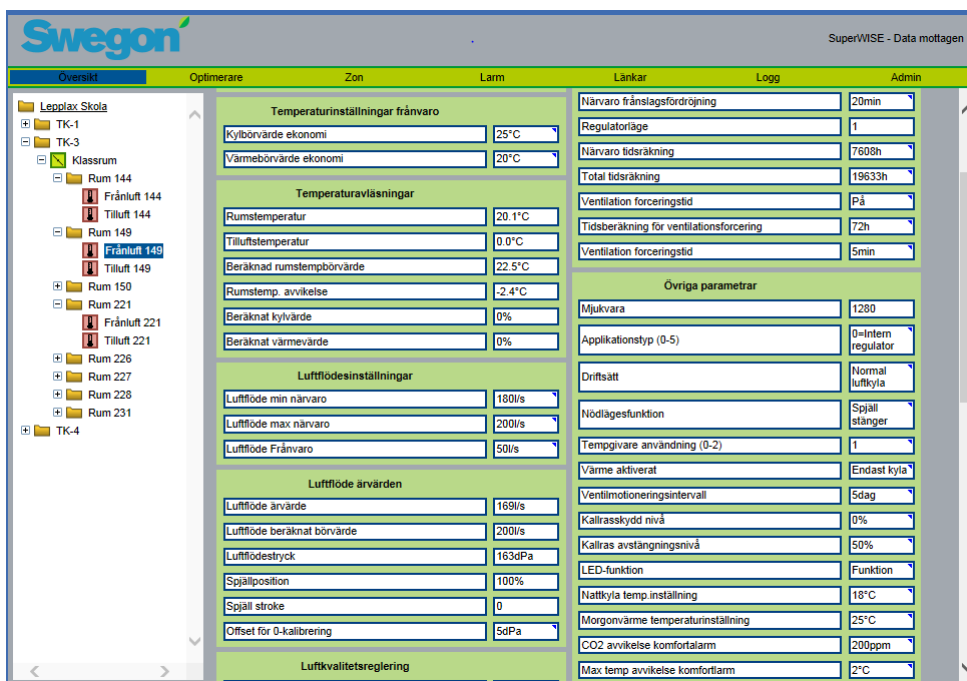 Swegon
SuperWISE - Data mottagen
Översikt Optimerare Zon Larm Länkar Logg Admin
Lepplax Skola
TK-1
TK-3
Klassrum
Rum 144
Frånluft 144
Tilluft 144
Rum 149
Frånluft 149
Tilluft 149
Rum 150
Rum 221
Frånluft 221
Tilluft 221
Rum 226
Rum 227
Rum 228
Rum 231
TK-4
Temperaturinställningar frånvaro
Kylbörvärde ekonomi 25°C
Värmebörvärde ekonomi 20°C
Temperaturavläsningar
Rumstemperatur 20.1°C
Tilluftstemperatur 0.0°C
Beräknad rumstempbörvärde 22.5°C
Rumstemp. avvikelse -2.4°C
Beräknat kylvärde 0%
Beräknat värmevärde 0%
Luftflödesinställningar
Luftflöde min närvaro 180l/s
Luftflöde max närvaro 200l/s
Luftflöde Frånvaro 50l/s
Luftflöde ärvärden
Luftflöde ärvärde 169l/s
Luftflöde beräknat börvärde 200l/s
Luftflödestryck 163dPa
Spjällposition 100%
Spjäll stroke 0
Offset för 0-kalibrering 5dPa
Luftkvalitetsreglering
Närvaro frånslagsfördröjning 20min
Regulatorläge 1
Närvaro tidsräkning 7608h
Total tidsräkning 19633h
Ventilation forceringstid På
Tidsberäkning för ventilationsforcering 72h
Ventilation forceringstid 5min
Övriga parametrar
Mjukvara 1280
Applikationstyp (0-5) 0=Intern
regulator
Driftsätt Normal
luftkyla
Nödlägesfunktion Spjäll
stänger
Tempgivare användning (0-2) 1
Värme aktiverat Endast kyla
Ventilmotioneringsintervall 5dag
Kallrasskydd nivå 0%
Kallras avstängningsnivå 50%
LED-funktion Funktion
Nattkyla temp.inställning 18°C
Morgonvärme temperaturinställning 25°C
CO2 avvikelse komfortalarm 200ppm
Max temp avvikelse komfortlarm 2°C